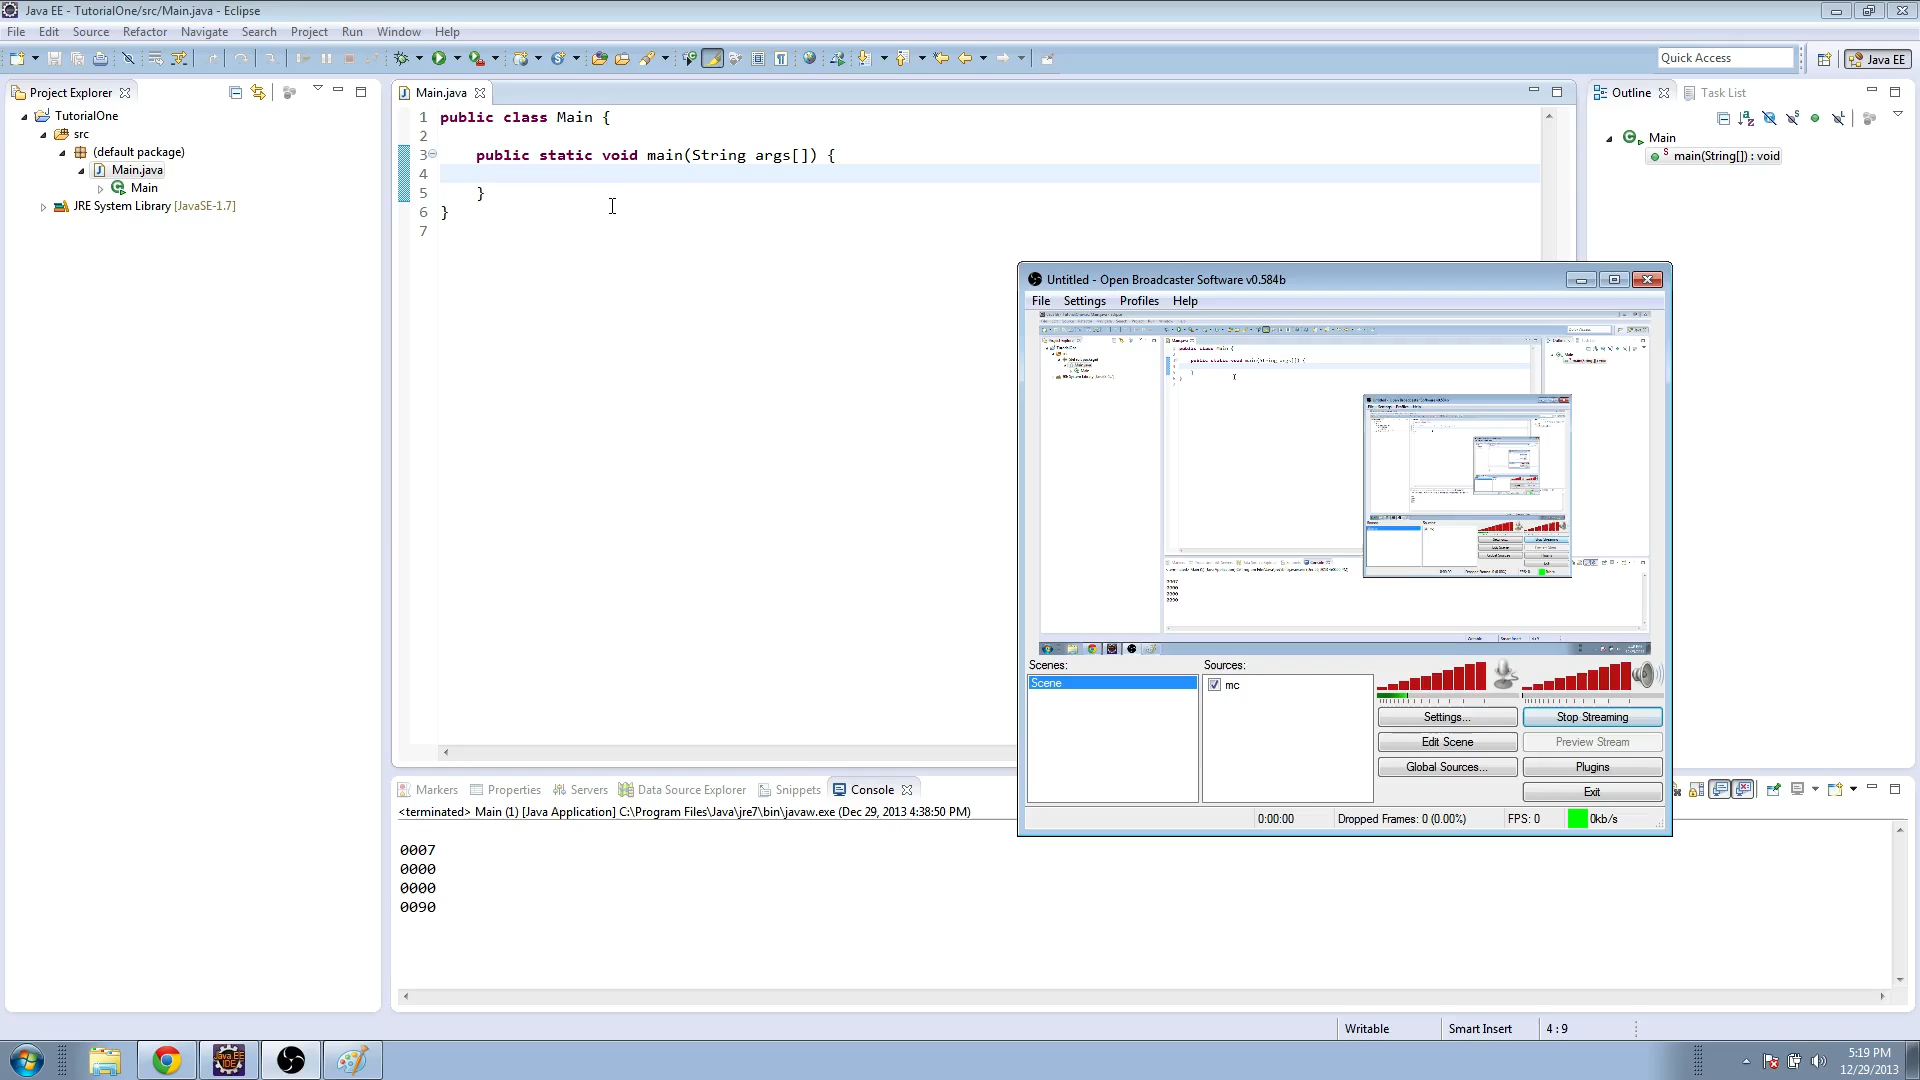 Java EE - TutorialOne/src/Main.java - Eclipse
File Edit Source Refactor Navigate Search Project Run Window Help
Quick Access
Java EE
Project Explorer
TutorialOne
src
(default package)
Main.java
Main
JRE System Library [JavaSE-1.7]
Main.java
1 public class Main {
2
3 public static void main(String args[]) {
4
5 }
6 }
7
Outline Task List
Main
S main(String[]) : void
Untitled - Open Broadcaster Software v0.584b
File Settings Profiles Help
Scenes:
Scene
Sources:
mc
Settings... Stop Streaming
Edit Scene Preview Stream
Global Sources... Plugins
Exit
0:00:00 Dropped Frames: 0 (0.00%) FPS: 0 0kb/s
Markers Properties Servers Data Source Explorer Snippets Console
<terminated> Main (1) [Java Application] C:\Program Files\Java\jre7\bin\javaw.exe (Dec 29, 2013 4:38:50 PM)
0007
0000
0000
0090
Writable Smart Insert 4 : 9
Java EE
IDE
5:19 PM
12/29/2013